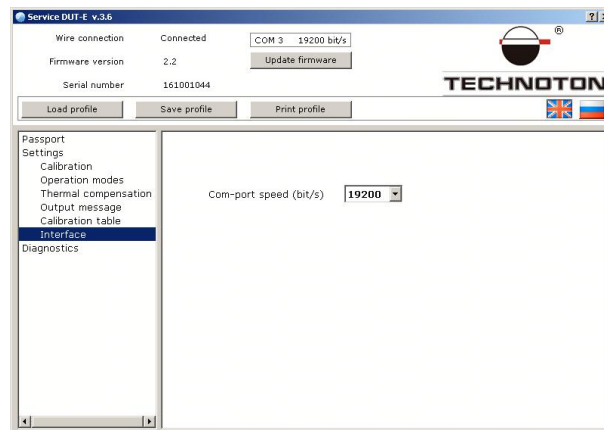 Service DUT-E v.3.6
Wire connection Connected COM 3 19200 bit/s
Firmware version 2.2 Update firmware
Serial number 161001044
®
TECHNOTON
Load profile Save profile Print profile
Passport
Settings
Calibration
Operation modes
Thermal compensation
Output message
Calibration table
Interface
Diagnostics
Com-port speed (bit/s) 19200